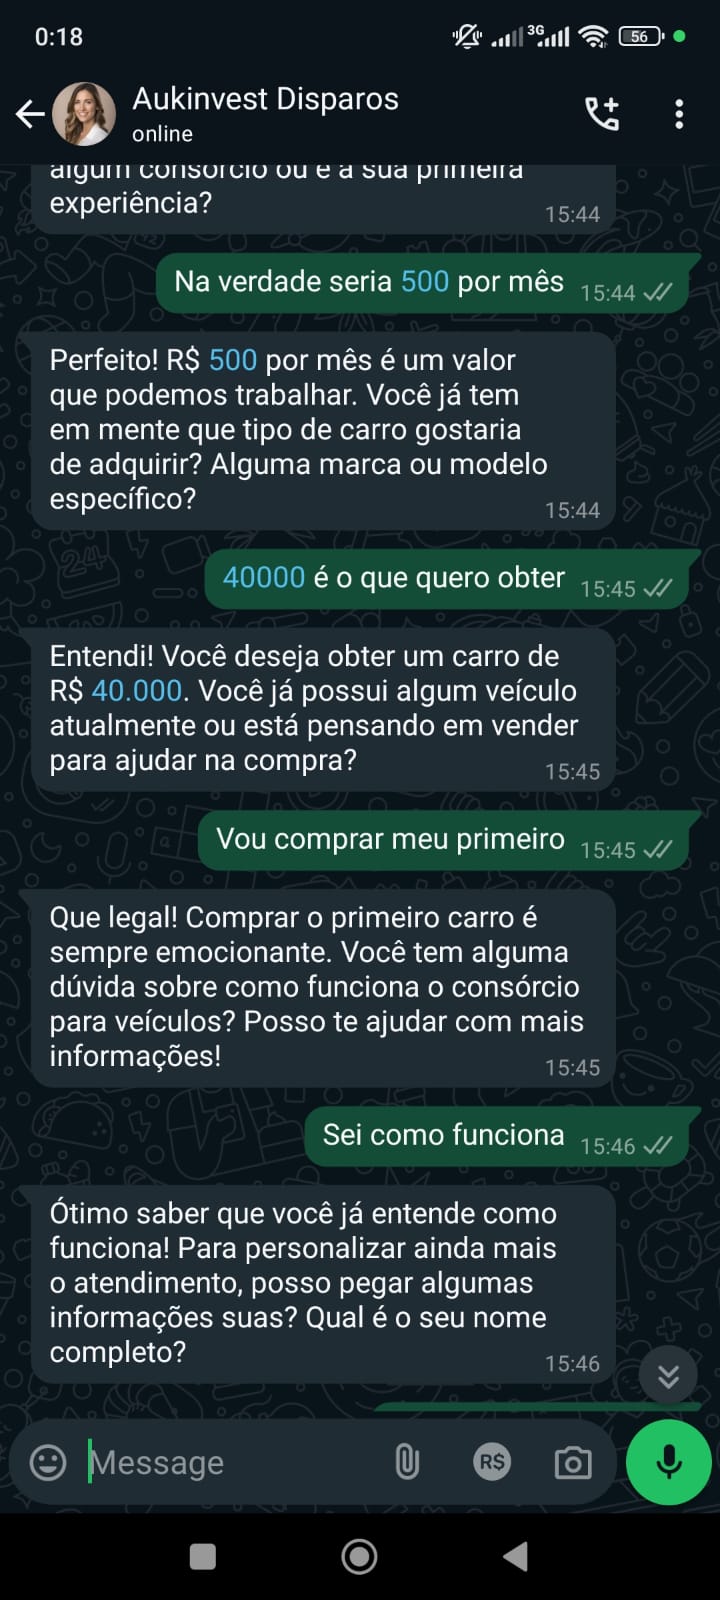 0:18
3G
56
Aukinvest Disparos
online
algum consórcio ou é a sua primeira
experiência?
15:44
Na verdade seria 500 por mês
15:44
Perfeito! R$ 500 por mês é um valor
que podemos trabalhar. Você já tem
em mente que tipo de carro gostaria
de adquirir? Alguma marca ou modelo
específico?
15:44
40000 é o que quero obter
15:45
Entendi! Você deseja obter um carro de
R$ 40.000. Você já possui algum veículo
atualmente ou está pensando em vender
para ajudar na compra?
15:45
Vou comprar meu primeiro
15:45
Que legal! Comprar o primeiro carro é
sempre emocionante. Você tem alguma
dúvida sobre como funciona o consórcio
para veículos? Posso te ajudar com mais
informações!
15:45
Sei como funciona
15:46
Ótimo saber que você já entende como
funciona! Para personalizar ainda mais
o atendimento, posso pegar algumas
informações suas? Qual é o seu nome
completo?
15:46
Message
R$